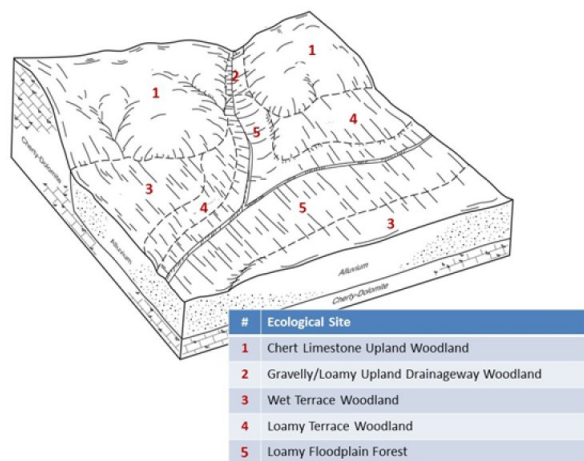 1
2
1
5
4
3
4
5
3
Cherty-Dolomite
Alluvium
Alluvium
Cherty-Dolomite
# Ecological Site
1 Chert Limestone Upland Woodland
2 Gravelly/Loamy Upland Drainageway Woodland
3 Wet Terrace Woodland
4 Loamy Terrace Woodland
5 Loamy Floodplain Forest